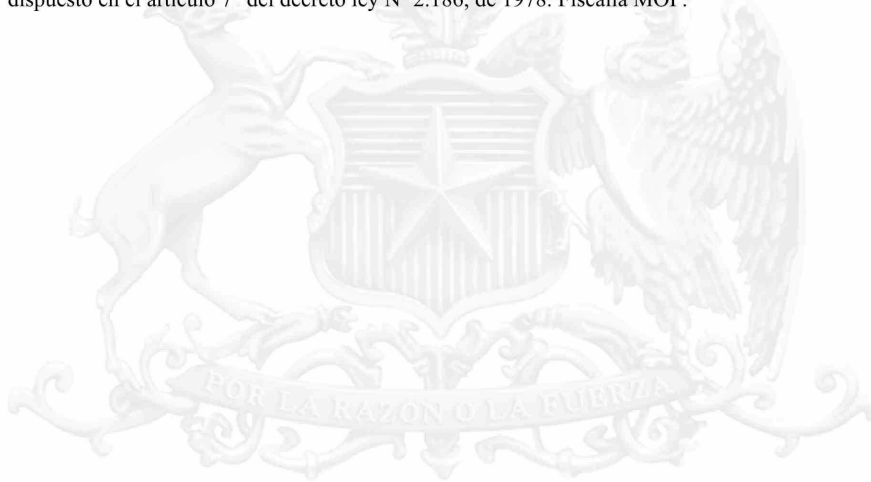 dispuesto en el artículo 7° del decreto ley N° 2.186, de 1978. Fiscalía MOP.
POR LA RAZON O LA FUERZA